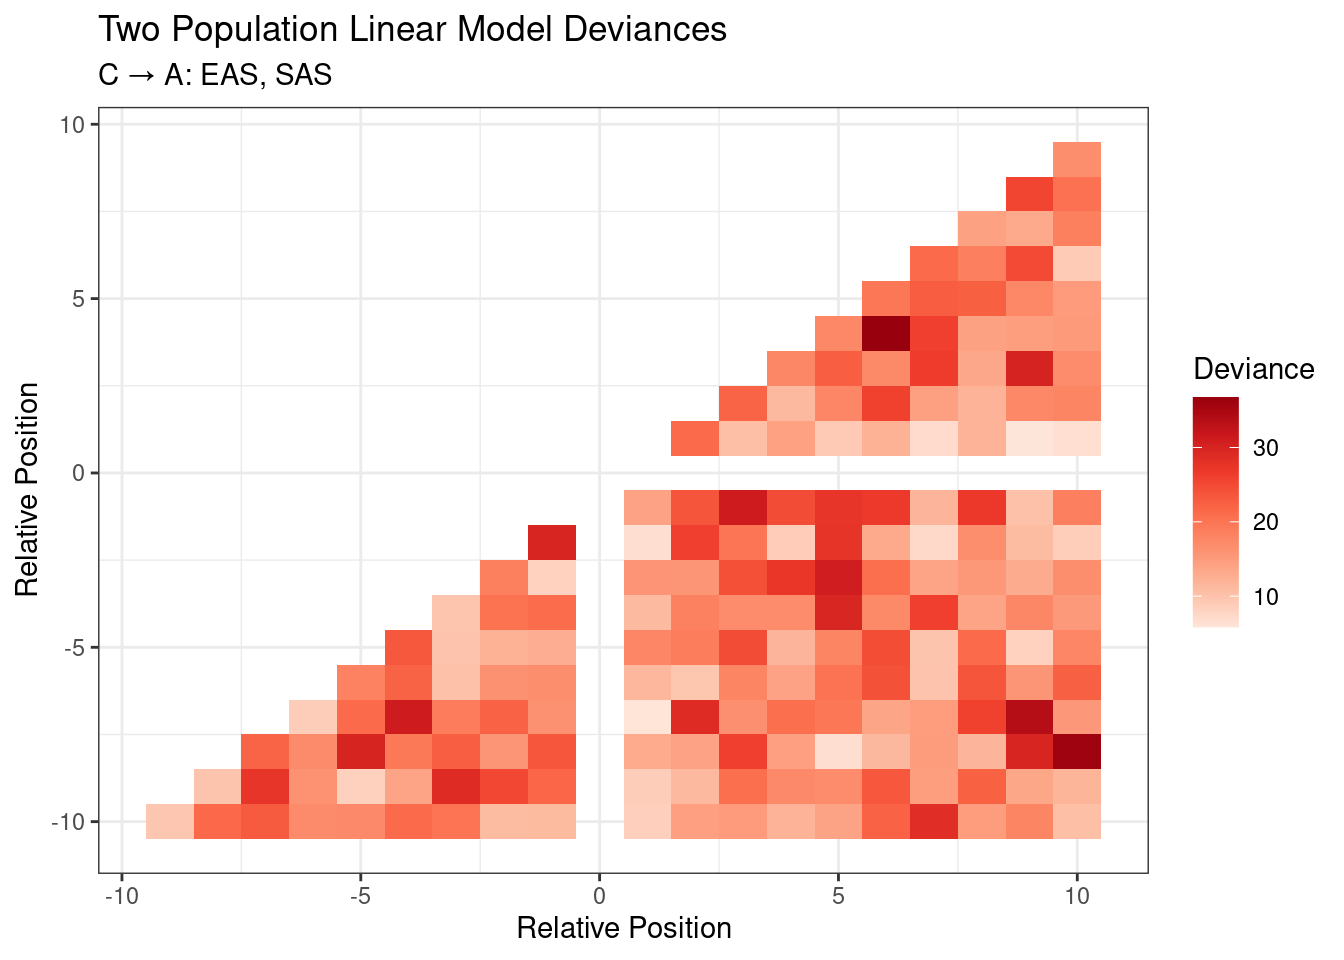 Two Population Linear Model Deviances
C → A: EAS, SAS
10
5
0
-5
-10
Relative Position
-10
-5
0
5
10
Relative Position
Deviance
30
20
10